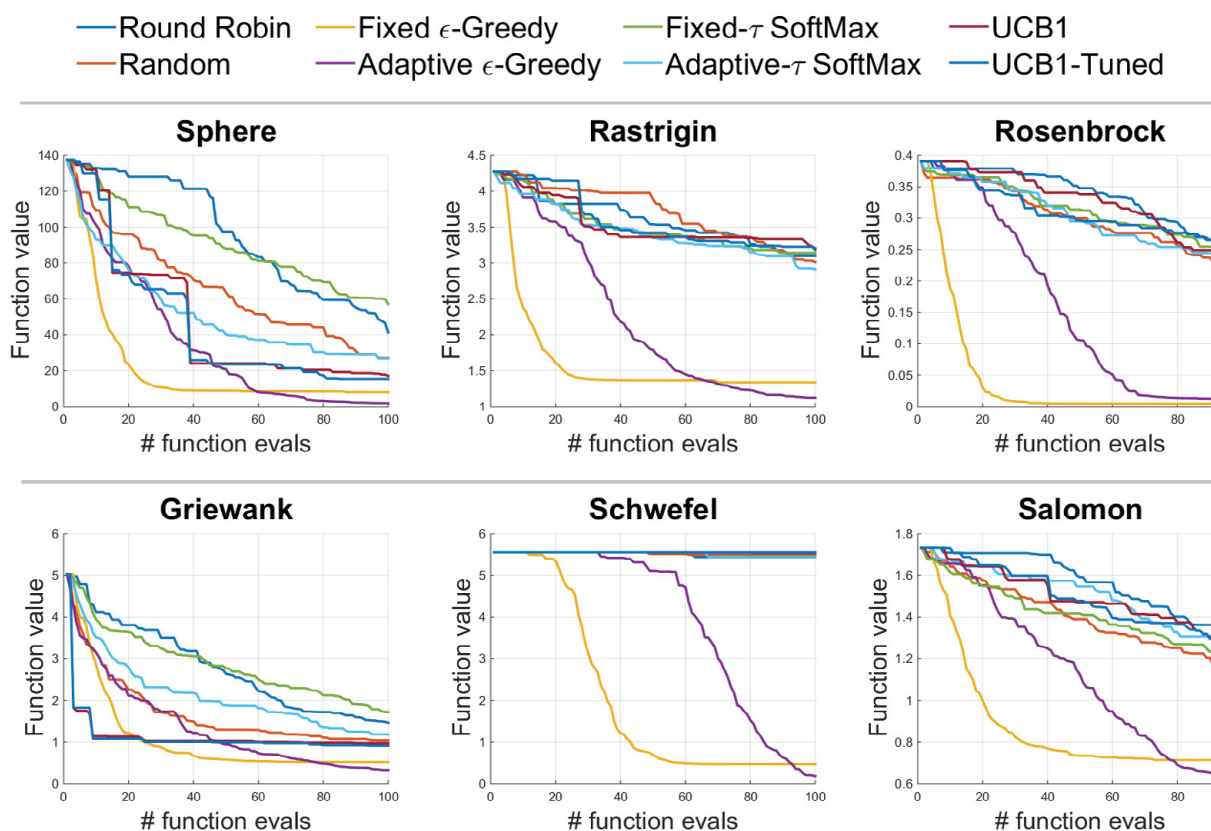 Round Robin Fixed ϵ-Greedy Fixed-τ SoftMax UCB1
Random Adaptive ϵ-Greedy Adaptive-τ SoftMax UCB1-Tuned
Sphere Rastrigin Rosenbrock
Function value
140
120
100
80
60
40
20
0
0 20 40 60 80 100
# function evals
Function value
4.5
4
3.5
3
2.5
2
1.5
1
0 20 40 60 80 100
# function evals
Function value
0.4
0.35
0.3
0.25
0.2
0.15
0.1
0.05
0
0 20 40 60 80
# function evals
Griewank Schwefel Salomon
Function value
6
5
4
3
2
1
0
0 20 40 60 80 100
# function evals
Function value
6
5
4
3
2
1
0
0 20 40 60 80 100
# function evals
Function value
1.8
1.6
1.4
1.2
1
0.8
0.6
0 20 40 60 80
# function evals